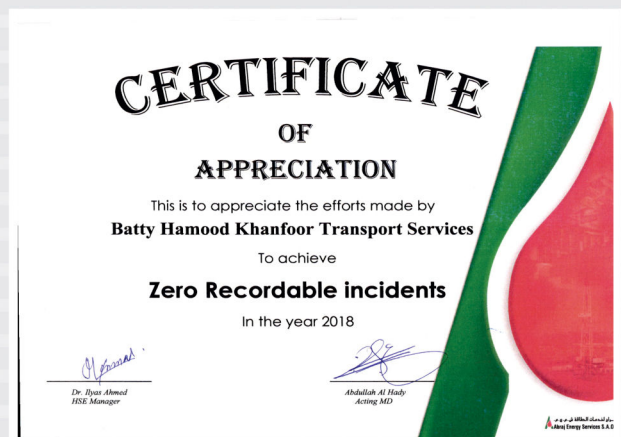 CERTIFICATE
OF
APPRECIATION
This is to appreciate the efforts made by
Batty Hamood Khanfoor Transport Services
To achieve
Zero Recordable incidents
In the year 2018
Dr. Ilyas Ahmed
HSE Manager
Abdullah Al Hady
Acting MD
Abraj Energy Services S.A.O